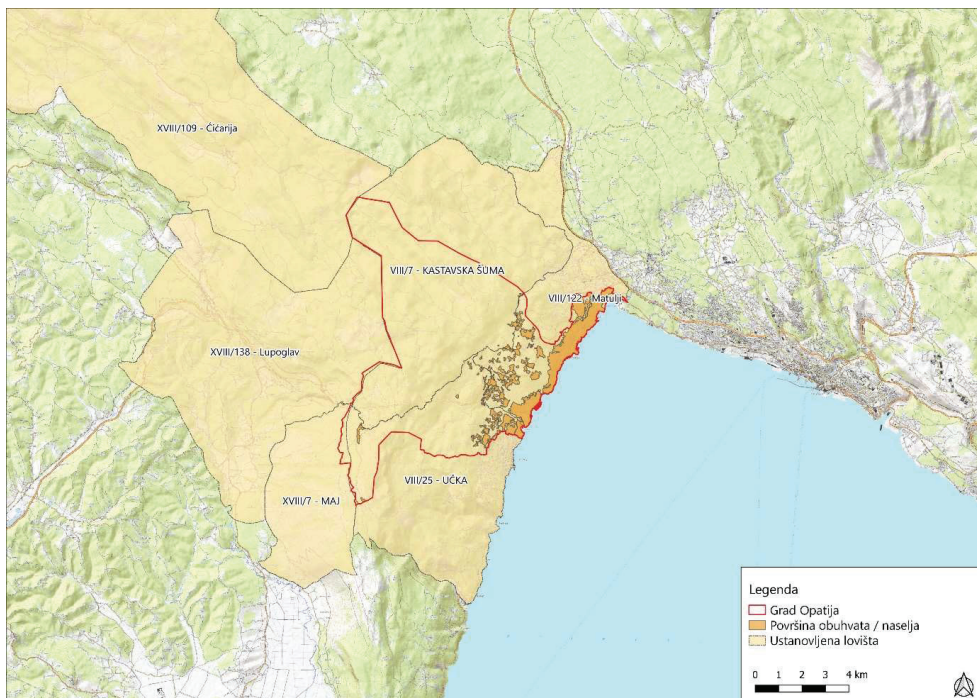 XVIII/109 - Ćićarija
VIII/7 - KASTAVSKA ŠUMA
VIII/122 - Matulji
XVIII/138 - Lupoglav
VIII/25 - UČKA
XVIII/7 - MAJ
Legenda
Grad Opatija
Površina obuhvata / naselja
Ustanovljena lovišta
0 1 2 3 4 km